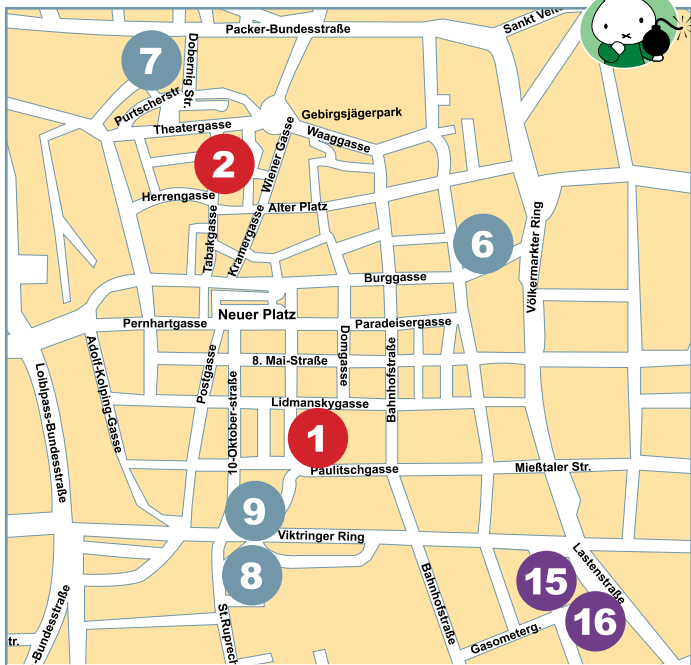 Packer-Bundesstraße
Sankt Veite
7
Dobernig Str.
Purtscherstr.
Theatergasse
Gebirgsjägerpark
Waaggasse
Wiener Gasse
2
Herrengasse
Alter Platz
Tabakgasse
Kramergasse
6
Völkermarkter Ring
Burggasse
Neuer Platz
Pernhartgasse
Paradeisergasse
Domgasse
8. Mai-Straße
Postgasse
Adolf-Kolping-Gasse
Loiblpass-Bundesstraße
10-Oktober-straße
Bahnhofstraße
Lidmanskygasse
1
Paulitschgasse
Mießtaler Str.
9
Viktringer Ring
8
Lastenstraße
15
16
Bahnhofstraße
Gasometerg.
St.Ruprech
-Bundesstraße
tr.